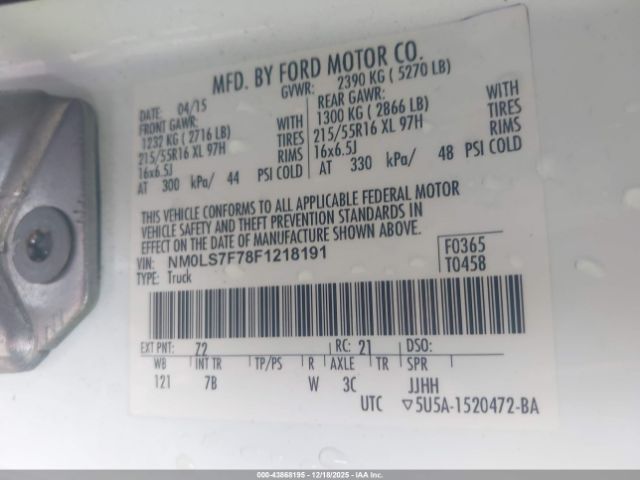 MFD. BY FORD MOTOR CO.
DATE: 04/15 GVWR: 2390 KG ( 5270 LB)
FRONT GAWR: REAR GAWR:
1232 KG ( 2716 LB) WITH 1300 KG ( 2866 LB) WITH
215/55R16 XL 97H TIRES 215/55R16 XL 97H TIRES
16x6.5J RIMS 16x6.5J RIMS
AT 300 kPa/ 44 PSI COLD AT 330 kPa/ 48 PSI COLD
THIS VEHICLE CONFORMS TO ALL APPLICABLE FEDERAL MOTOR
VEHICLE SAFETY AND THEFT PREVENTION STANDARDS IN
EFFECT ON THE DATE OF MANUFACTURE SHOWN ABOVE.
VIN: NM0LS7F78F1218191 F0365
TYPE: Truck T0458
EXT PNT: 72 RC: 21 DSO:
WB INT TR TP/PS R AXLE TR SPR
121 7B W 3C JJHH
UTC ▽5U5A-1520472-BA
000-43868195 - 12/18/2025 - IAAI.COM